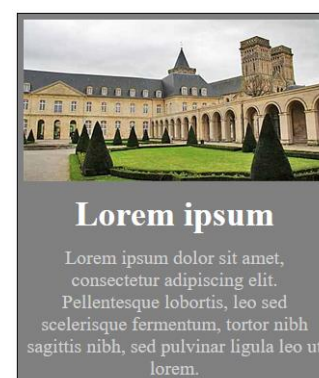 Lorem ipsum
Lorem ipsum dolor sit amet,
consectetur adipiscing elit.
Pellentesque lobortis, leo sed
scelerisque fermentum, tortor nibh
sagittis nibh, sed pulvinar ligula leo ut
lorem.